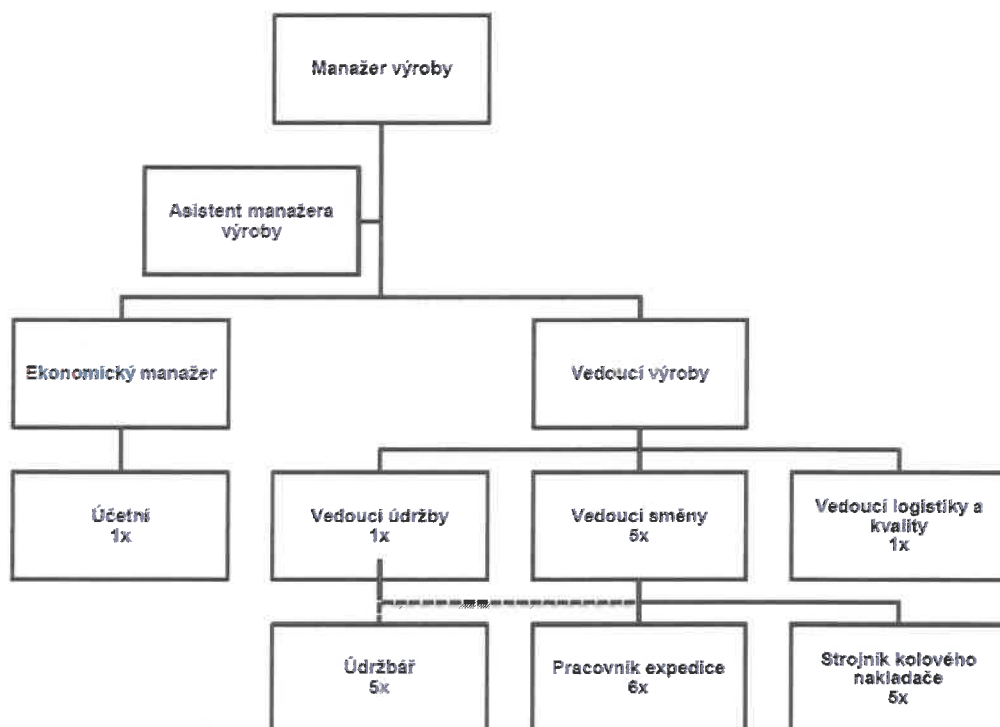 Manažer výroby
Asistent manažera
výroby
Ekonomický manažer
Vedoucí výroby
Účetní
1x
Vedoucí údržby
1x
Vedoucí směny
5x
Vedoucí logistiky a
kvality
1x
Údržbář
5x
Pracovník expedice
6x
Strojník kolového
nakladače
5x